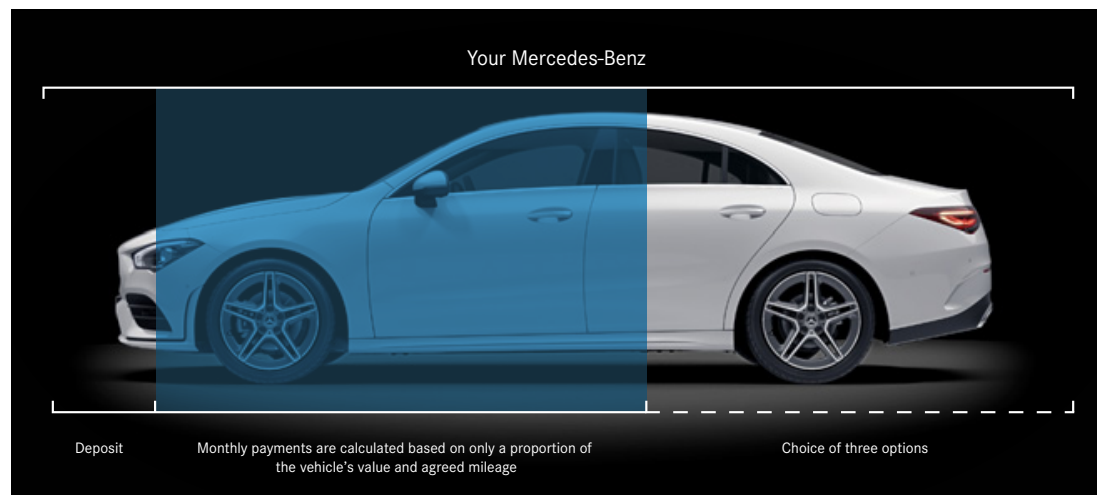 Your Mercedes-Benz
Deposit
Monthly payments are calculated based on only a proportion of
the vehicle's value and agreed mileage
Choice of three options